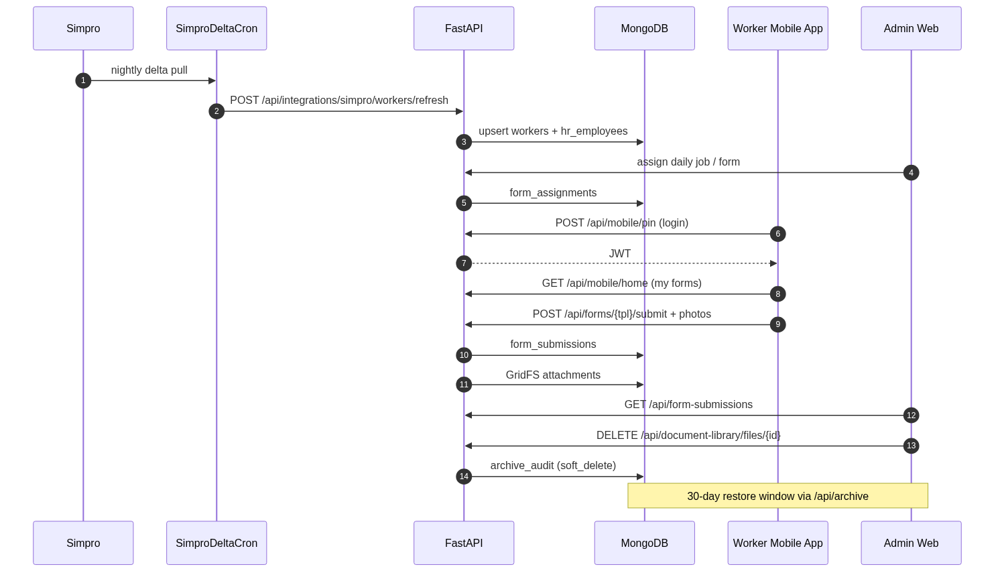 Simpro
SimproDeltaCron
FastAPI
MongoDB
Worker Mobile App
Admin Web
nightly delta pull
1
POST /api/integrations/simpro/workers/refresh
2
upsert workers + hr_employees
3
assign daily job / form
4
form_assignments
5
POST /api/mobile/pin (login)
6
JWT
7
GET /api/mobile/home (my forms)
8
POST /api/forms/{tpl}/submit + photos
9
form_submissions
10
GridFS attachments
11
GET /api/form-submissions
12
DELETE /api/document-library/files/{id}
13
archive_audit (soft_delete)
14
30-day restore window via /api/archive
Simpro
SimproDeltaCron
FastAPI
MongoDB
Worker Mobile App
Admin Web